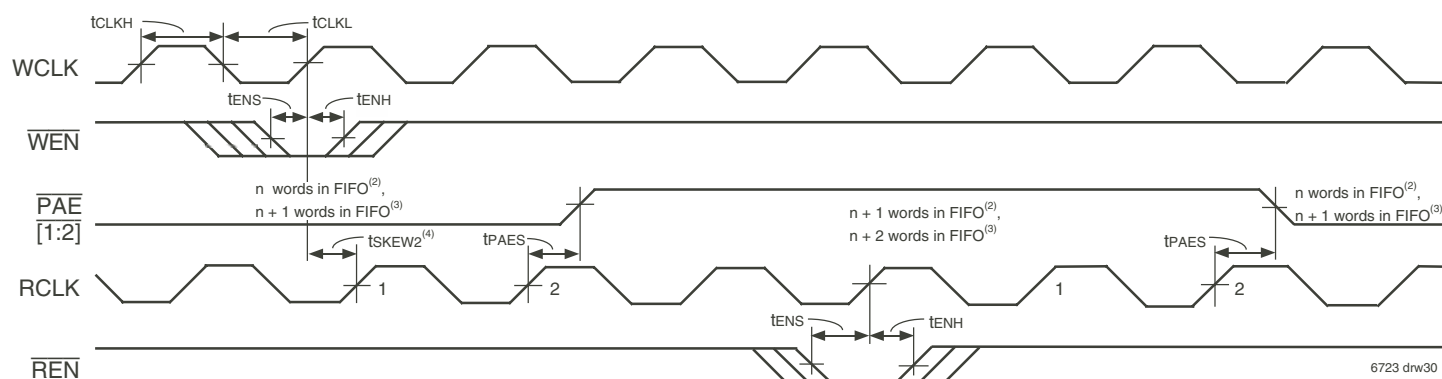 tCLKH
tCLKL
WCLK
tENS
tENH
WEN
n words in FIFO(2),
n + 1 words in FIFO(3)
PAE
[1:2]
n + 1 words in FIFO(2),
n + 2 words in FIFO(3)
n words in FIFO(2),
n + 1 words in FIFO(3)
tSKEW2(4)
tPAES
tPAES
RCLK
1
2
1
2
tENS
tENH
REN
6723 drw30